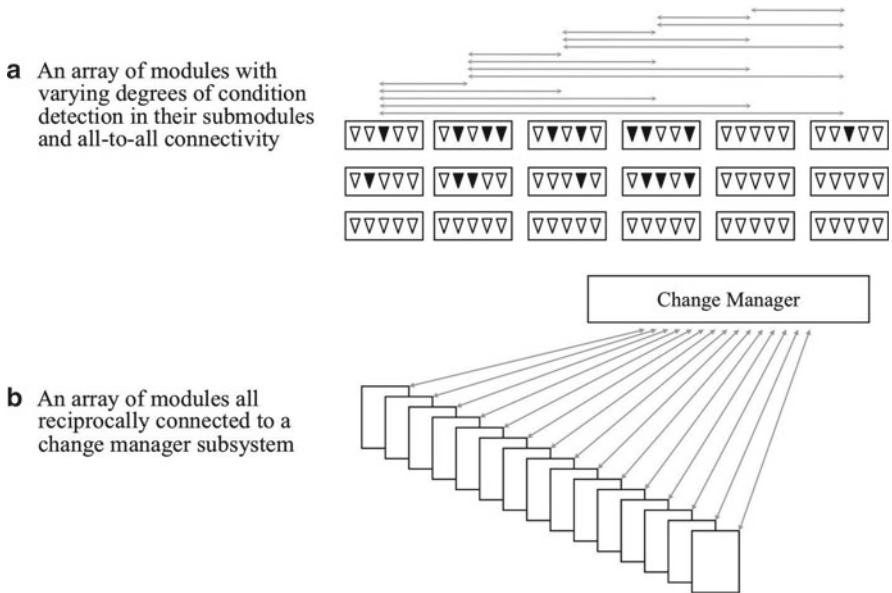 a An array of modules with
varying degrees of condition
detection in their submodules
and all-to-all connectivity
Change Manager
b An array of modules all
reciprocally connected to a
change manager subsystem